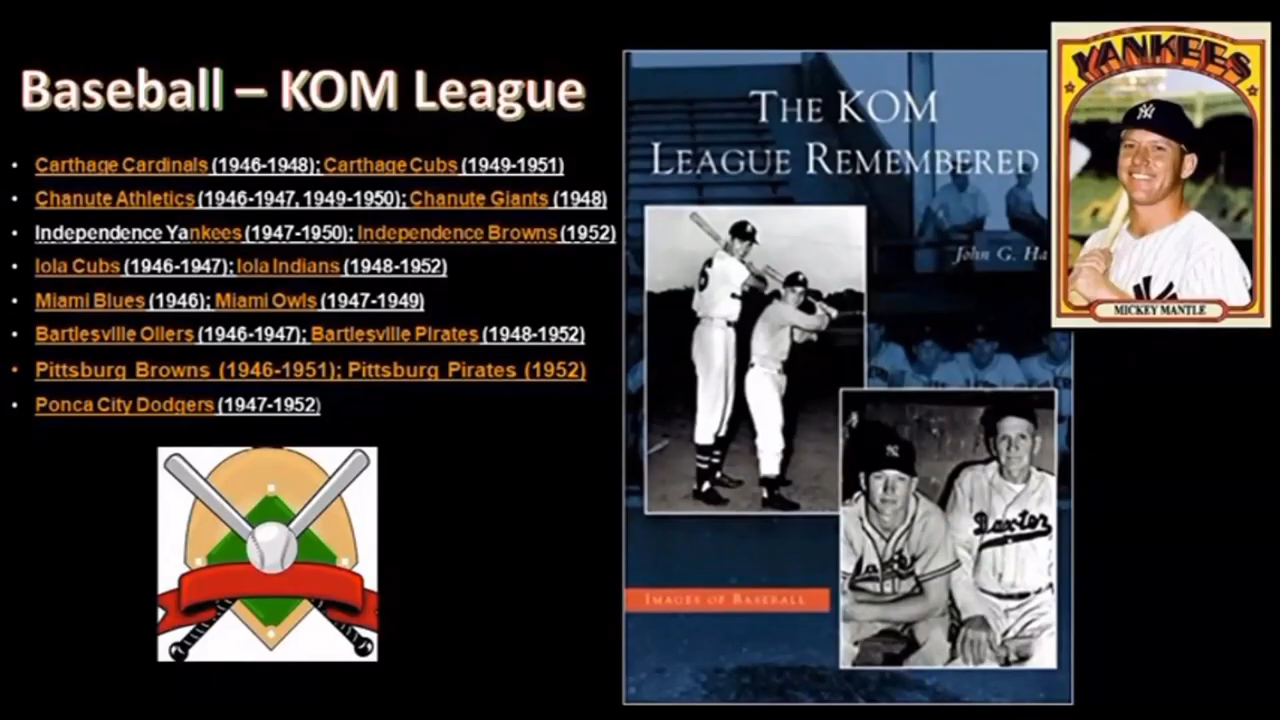 Baseball – KOM League
• Carthage Cardinals (1946-1948); Carthage Cubs (1949-1951)
• Chanute Athletics (1946-1947, 1949-1950); Chanute Giants (1948)
• Independence Yankees (1947-1950); Independence Browns (1952)
• Iola Cubs (1946-1947); Iola Indians (1948-1952)
• Miami Blues (1946); Miami Owls (1947-1949)
• Bartlesville Oilers (1946-1947); Bartlesville Pirates (1948-1952)
• Pittsburg Browns (1946-1951); Pittsburg Pirates (1952)
• Ponca City Dodgers (1947-1952)
THE KOM
LEAGUE REMEMBERED
John G. Ha
6
Baxter
IMAGES OF BASEBALL
YANKEES
NY
MICKEY MANTLE